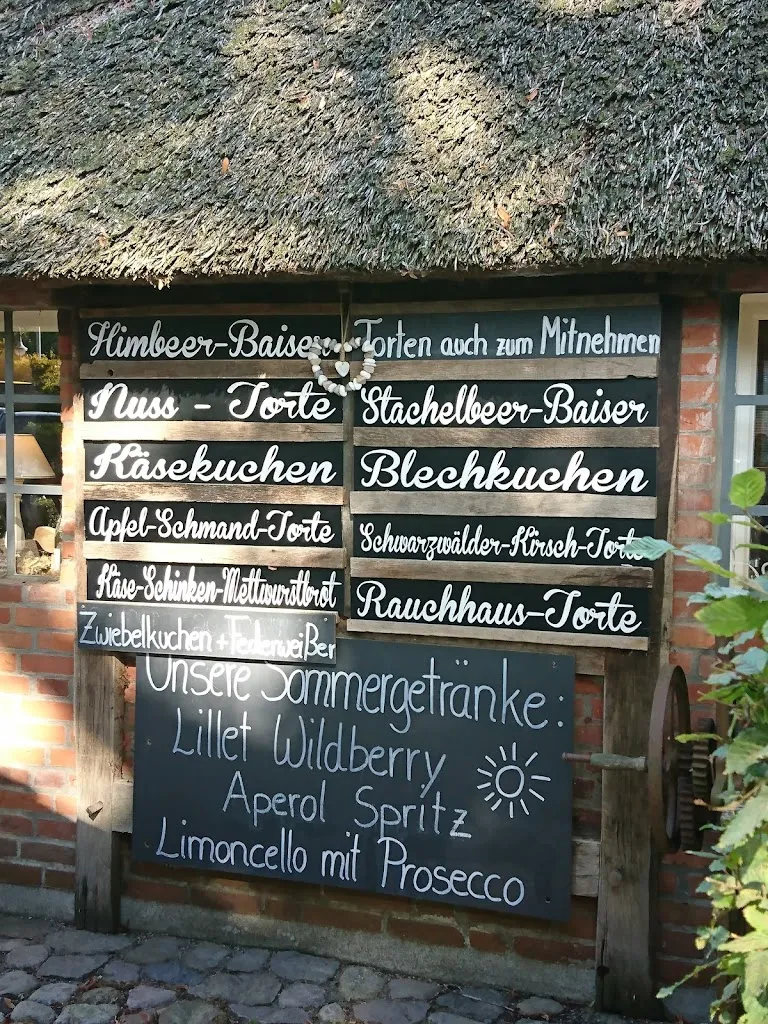 Himbeer-Baiser
Nuss - Torte
Käsekuchen
Apfel-Schmand-Torte
Käse-Schinken-Mettwurstbrot
Zwiebelkuchen + Federweißer
Torten auch zum Mitnehmen
Stachelbeer-Baiser
Blechkuchen
Schwarzwälder-Kirsch-Torte
Rauchhaus-Torte
Unsere Sommergetränke:
Lillet Wildberry
Aperol Spritz
Limoncello mit Prosecco